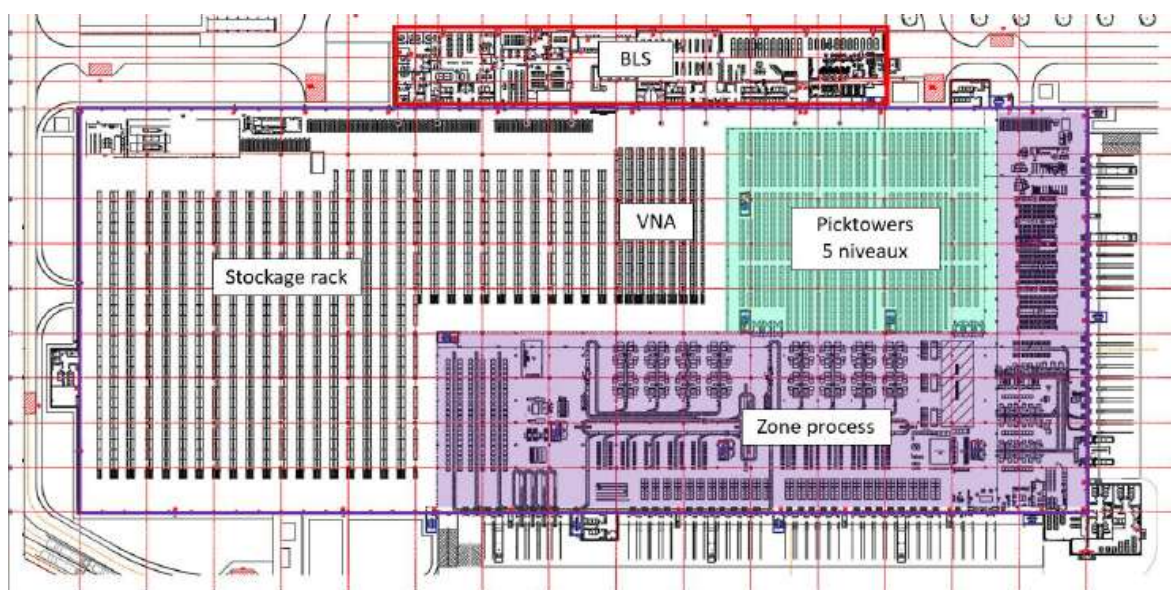 BLS
VNA
Picktowers
5 niveaux
Stockage rack
Zone process